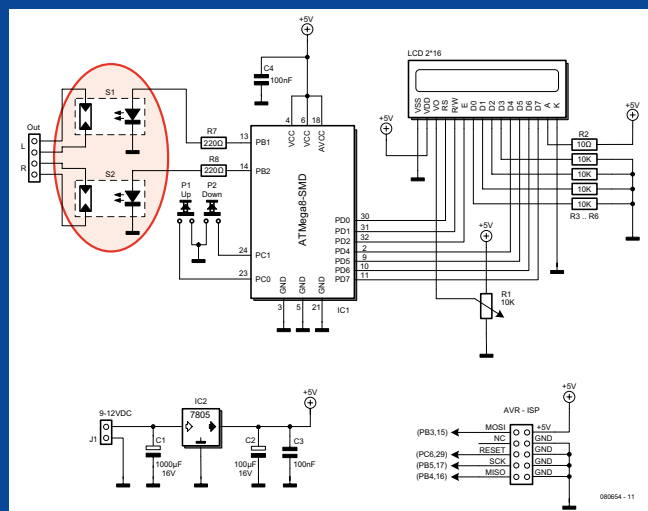 +5V
C4
100nF
LCD 2*16
VSS
VDD
VO
RS
R/W
E
D0
D1
D2
D3
D4
D5
D6
D7
A
K
S1
Out
L
R
S2
4
6
18
VCC
VCC
AVCC
R7
13
220Ω
PB1
R8
14
220Ω
PB2
P1
Up
P2
Down
ATMega8-SMD
24
PC1
23
PC0
PD0
30
PD1
31
PD2
32
PD4
2
PD5
9
PD6
10
PD7
11
GND
GND
GND
3
5
21
IC1
+5V
+5V
R2
10Ω
10K
10K
10K
10K
R3 .. R6
+5V
R1
10K
9-12VDC
J1
C1
1000µF
16V
IC2
7805
C2
100µF
16V
C3
100nF
+5V
AVR - ISP
+5V
(PB3,15)
MOSI
+5V
NC
GND
(PC6,29)
RESET
GND
(PB5,17)
SCK
GND
(PB4,16)
MISO
GND
080654 - 11